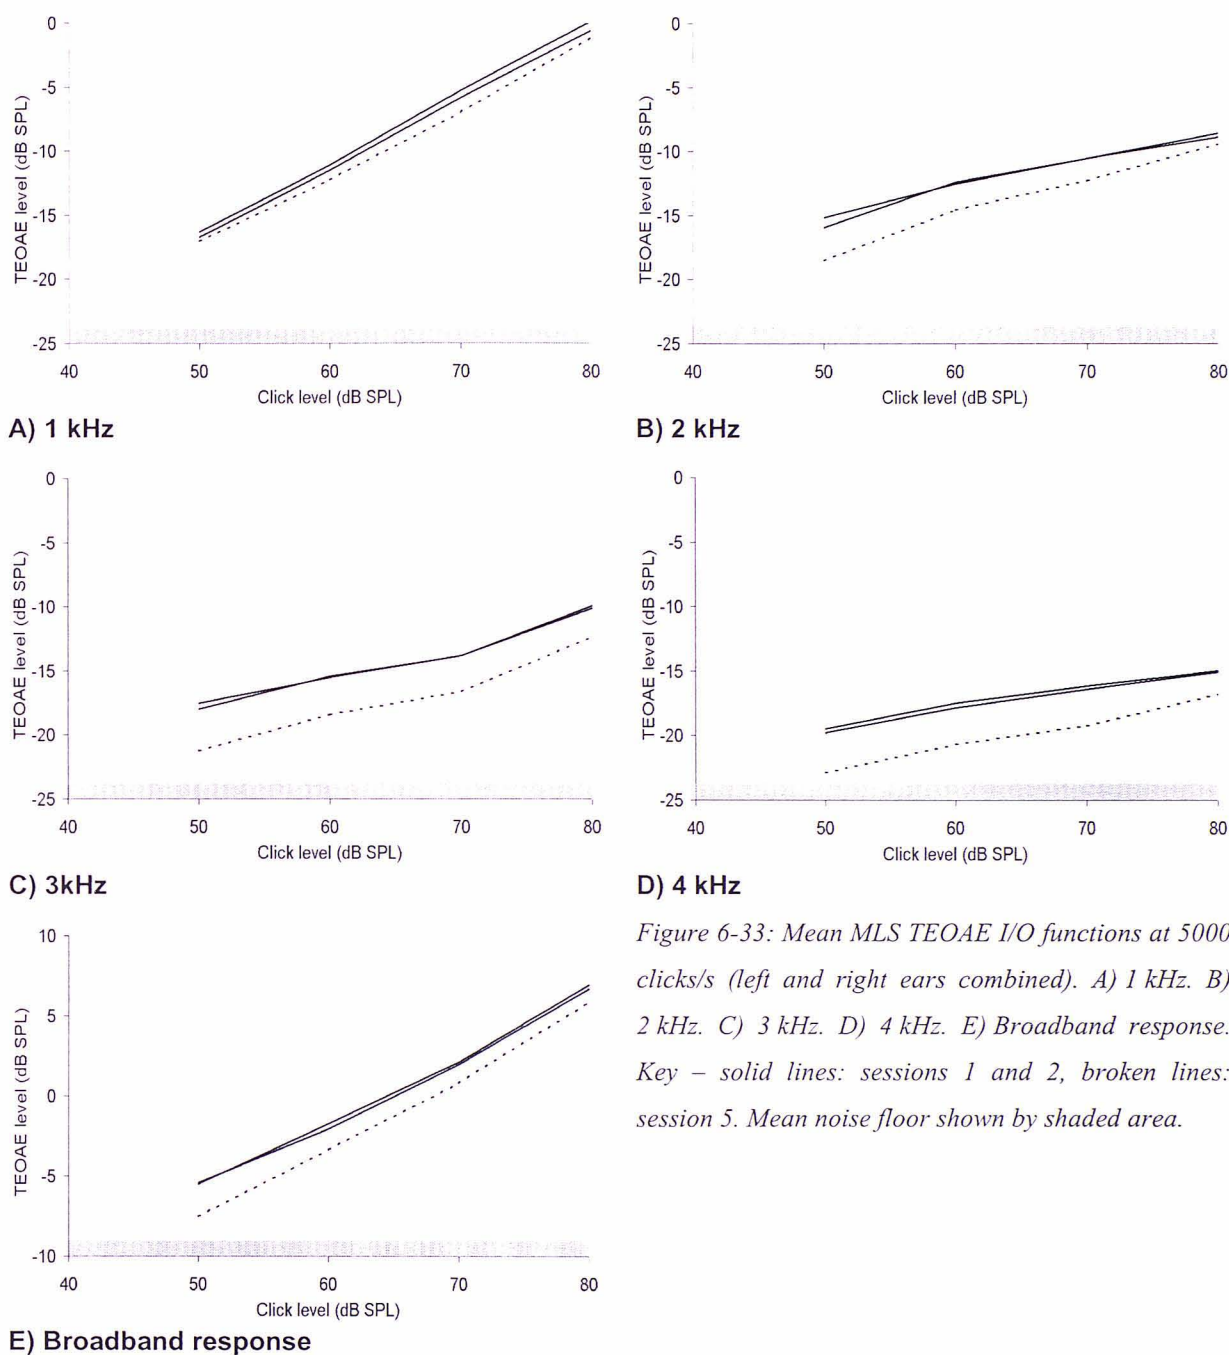 0
-5
-10
-15
-20
-25
TEOAE level (dB SPL)
40 50 60 70 80
Click level (dB SPL)
A) 1 kHz
0
-5
-10
-15
-20
-25
TEOAE level (dB SPL)
40 50 60 70 80
Click level (dB SPL)
B) 2 kHz
0
-5
-10
-15
-20
-25
TEOAE level (dB SPL)
40 50 60 70 80
Click level (dB SPL)
C) 3kHz
0
-5
-10
-15
-20
-25
TEOAE level (dB SPL)
40 50 60 70 80
Click level (dB SPL)
D) 4 kHz
10
5
0
-5
-10
TEOAE level (dB SPL)
40 50 60 70 80
Click level (dB SPL)
E) Broadband response
Figure 6-33: Mean MLS TEOAE I/O functions at 5000
clicks/s (left and right ears combined). A) 1 kHz. B)
2 kHz. C) 3 kHz. D) 4 kHz. E) Broadband response.
Key – solid lines: sessions 1 and 2, broken lines:
session 5. Mean noise floor shown by shaded area.